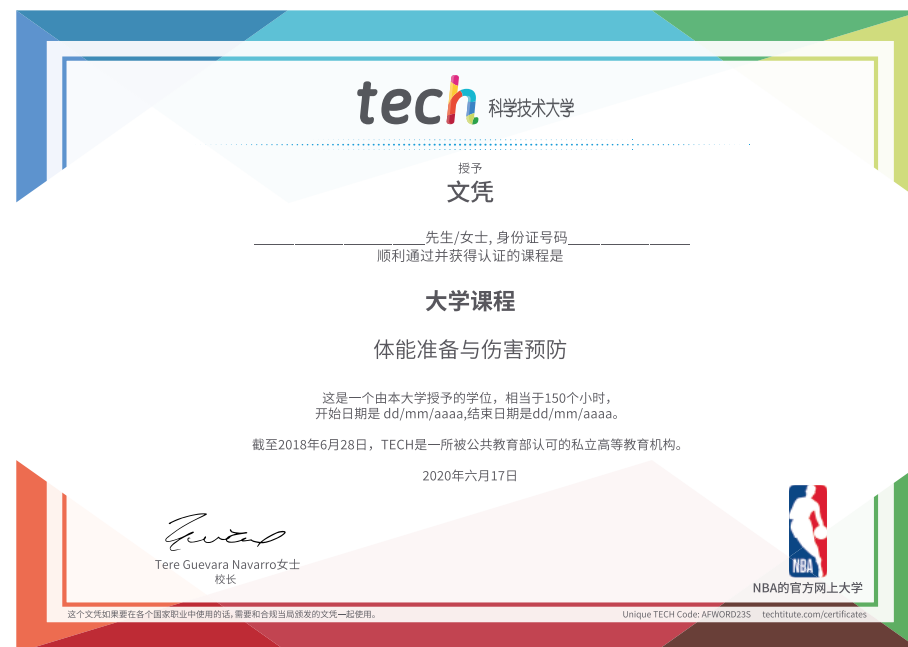 tech 科学技术大学
授予
文凭
先生/女士, 身份证号码
顺利通过并获得认证的课程是
大学课程
体能准备与伤害预防
这是一个由本大学授予的学位，相当于150个小时，
开始日期是 dd/mm/aaaa,结束日期是dd/mm/aaaa。
截至2018年6月28日，TECH是一所被公共教育部认可的私立高等教育机构。
2020年六月17日
Tere Guevara Navarro女士
校长
NBA
NBA的官方网上大学
这个文凭如果要在各个国家职业中使用的话,需要和合规当局颁发的文凭一起使用。
Unique TECH Code: AFWORD23S techtitute.com/certificates